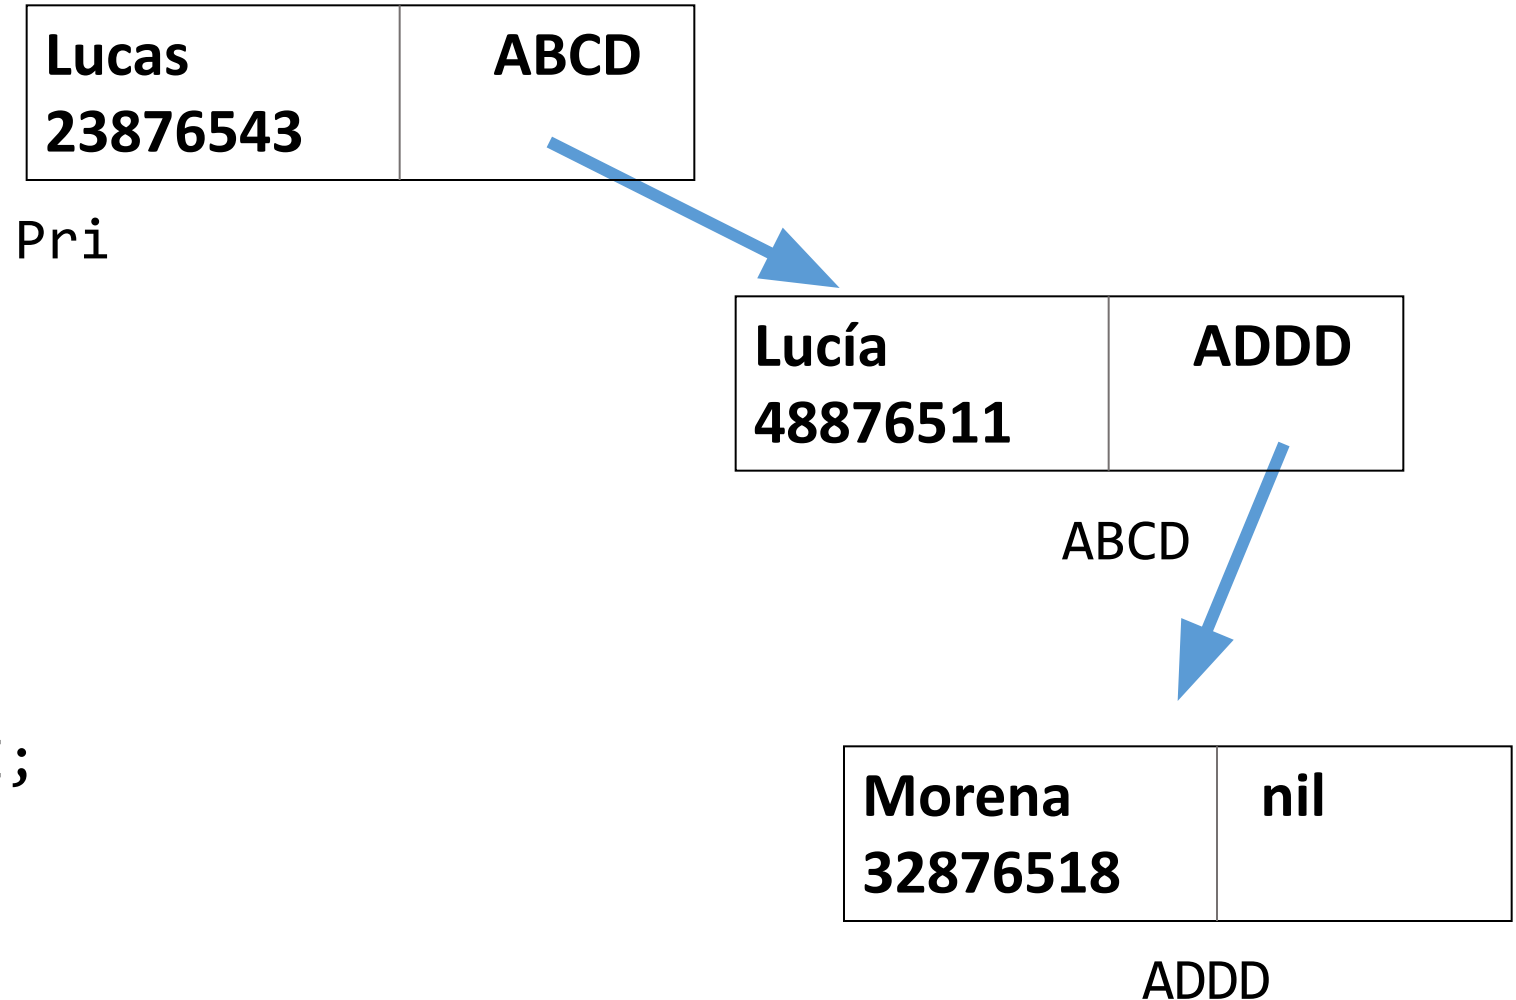 Lucas ABCD
23876543
Pri
Lucía ADDD
48876511
ABCD
;
Morena nil
32876518
ADDD